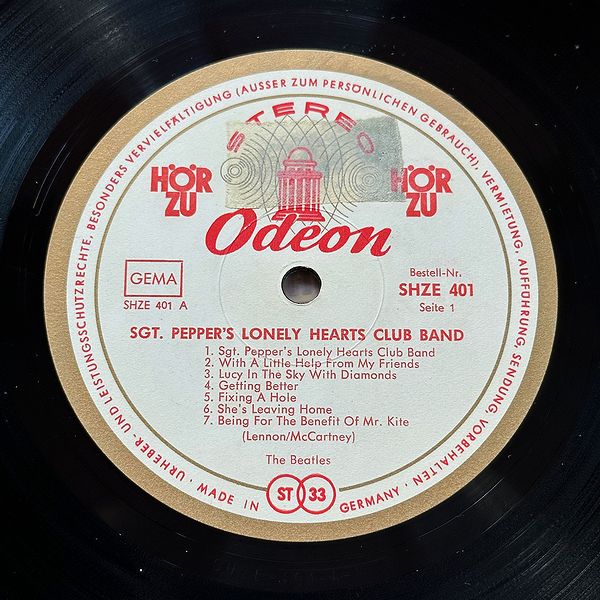 URHEBER- UND LEISTUNGSSCHUTZRECHTE, BESONDERS VERVIELFÄLTIGUNG (AUSSER ZUM PERSÖNLICHEN GEBRAUCH), VERMIETUNG, AUFFÜHRUNG, SENDUNG, VORBEHALTEN •
STEREO
HÖR ZU
HÖR ZU
Odeon
GEMA
SHZE 401 A
Bestell-Nr.
SHZE 401
Seite 1
SGT. PEPPER'S LONELY HEARTS CLUB BAND
1. Sgt. Pepper's Lonely Hearts Club Band
2. With A Little Help From My Friends
3. Lucy In The Sky With Diamonds
4. Getting Better
5. Fixing A Hole
6. She's Leaving Home
7. Being For The Benefit Of Mr. Kite
(Lennon/McCartney)
The Beatles
• MADE IN ST 33 GERMANY •